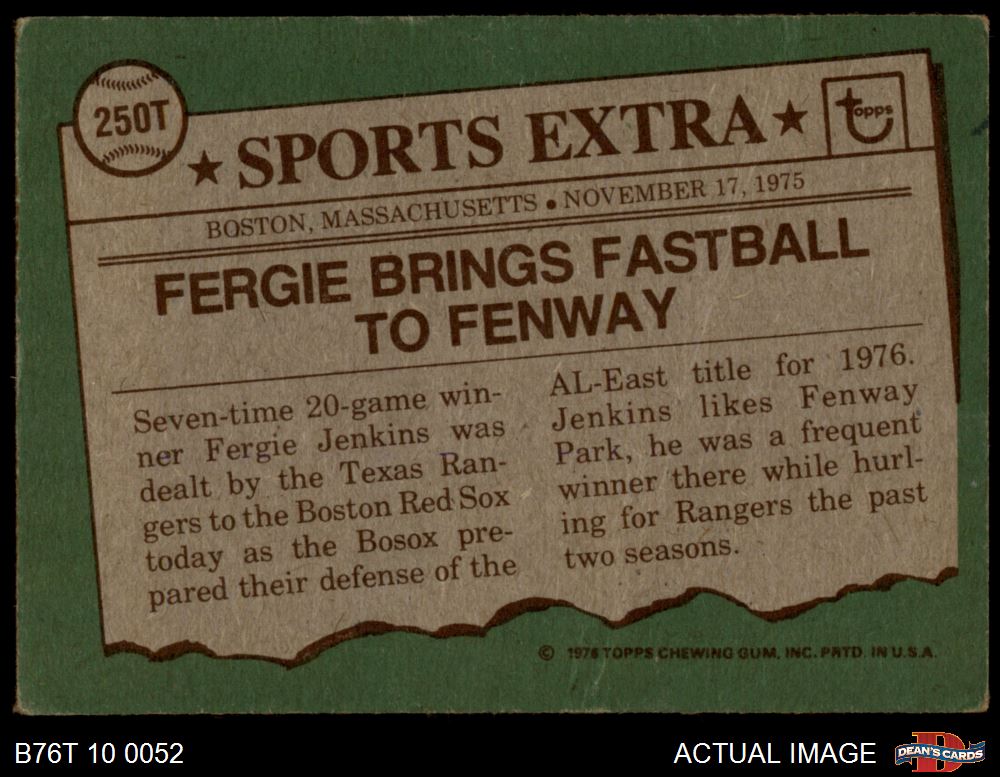 250T
★ SPORTS EXTRA ★
topps
BOSTON, MASSACHUSETTS • NOVEMBER 17, 1975
FERGIE BRINGS FASTBALL
TO FENWAY
Seven-time 20-game win-
ner Fergie Jenkins was
dealt by the Texas Ran-
gers to the Boston Red Sox
today as the Bosox pre-
pared their defense of the
AL-East title for 1976.
Jenkins likes Fenway
Park, he was a frequent
winner there while hurl-
ing for Rangers the past
two seasons.
© 1976 TOPPS CHEWING GUM, INC. PRTD. IN U.S.A.
B76T 10 0052
ACTUAL IMAGE
D
DEAN'S CARDS